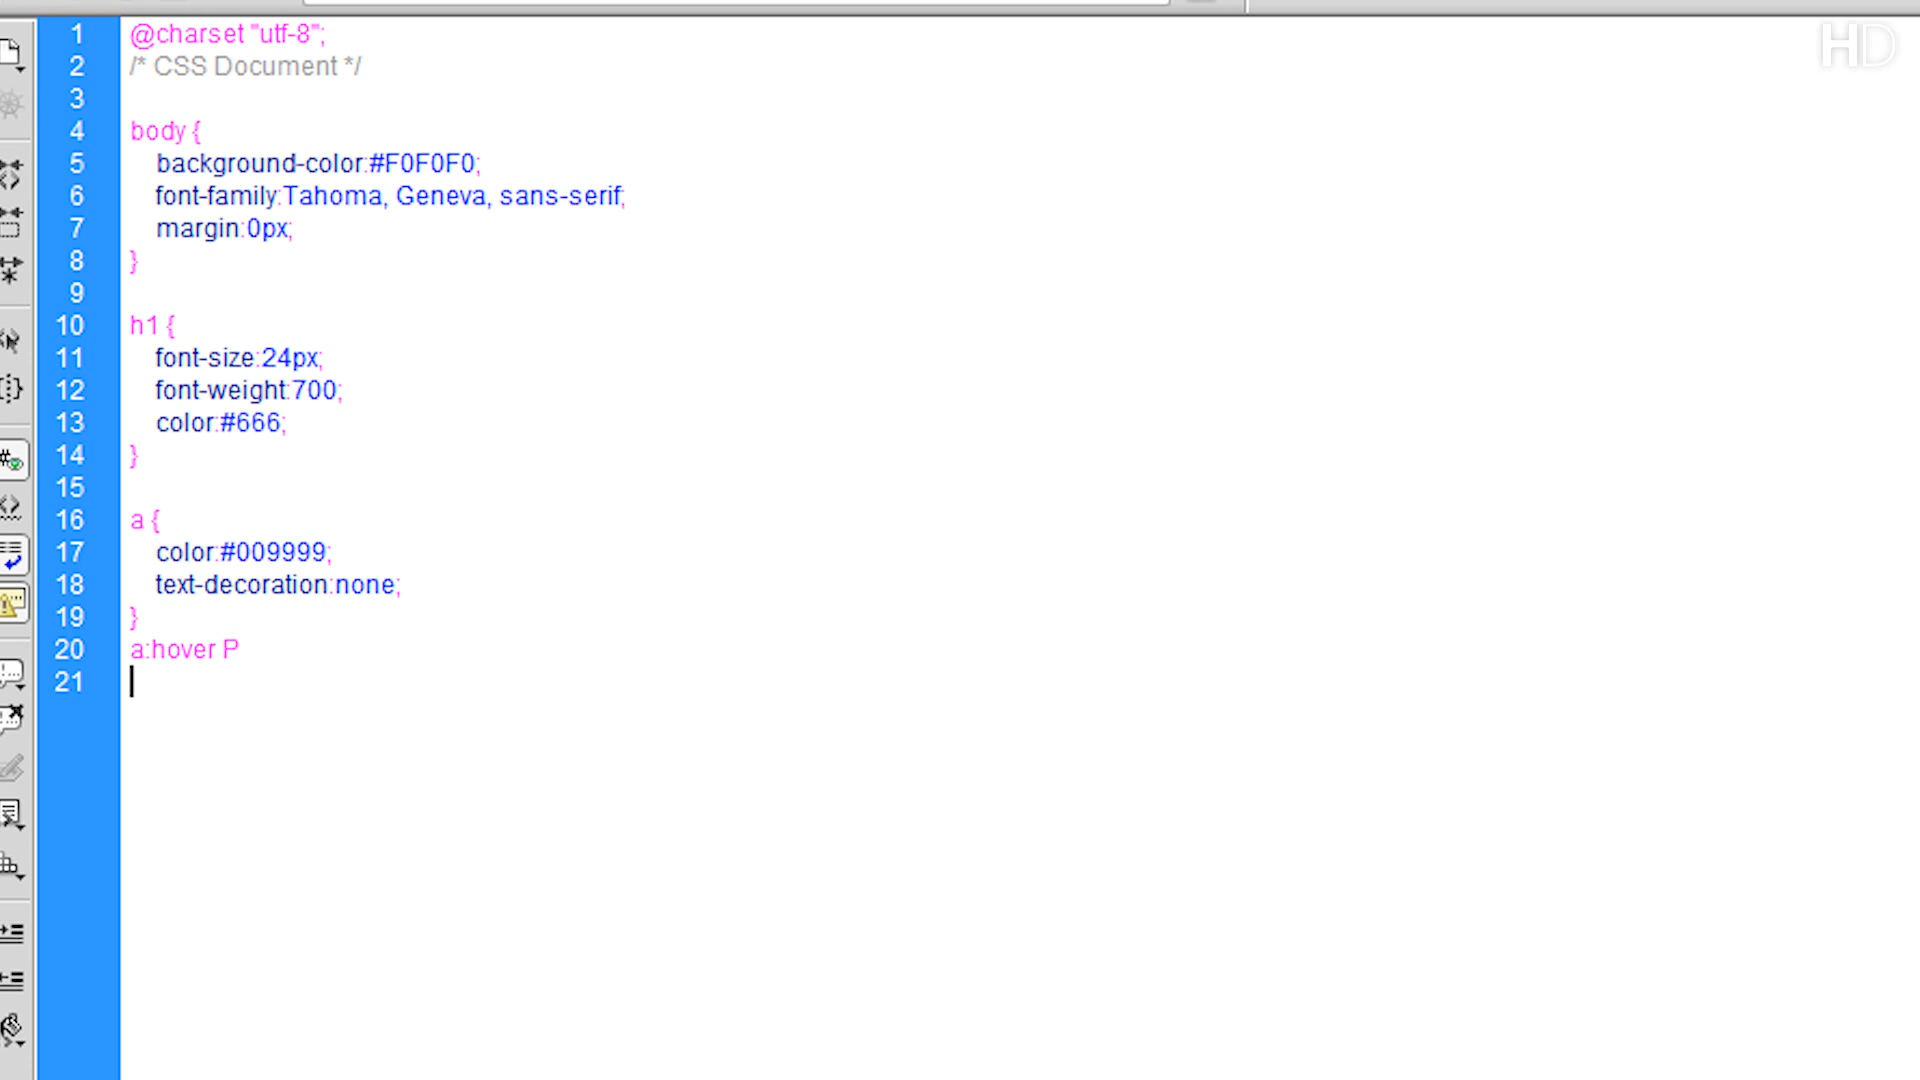 HD
1 @charset "utf-8";
2 /* CSS Document */
3
4 body {
5 background-color:#F0F0F0;
6 font-family:Tahoma, Geneva, sans-serif;
7 margin:0px;
8 }
9
10 h1 {
11 font-size:24px;
12 font-weight:700;
13 color:#666;
14 }
15
16 a {
17 color:#009999;
18 text-decoration:none;
19 }
20 a:hover P
21